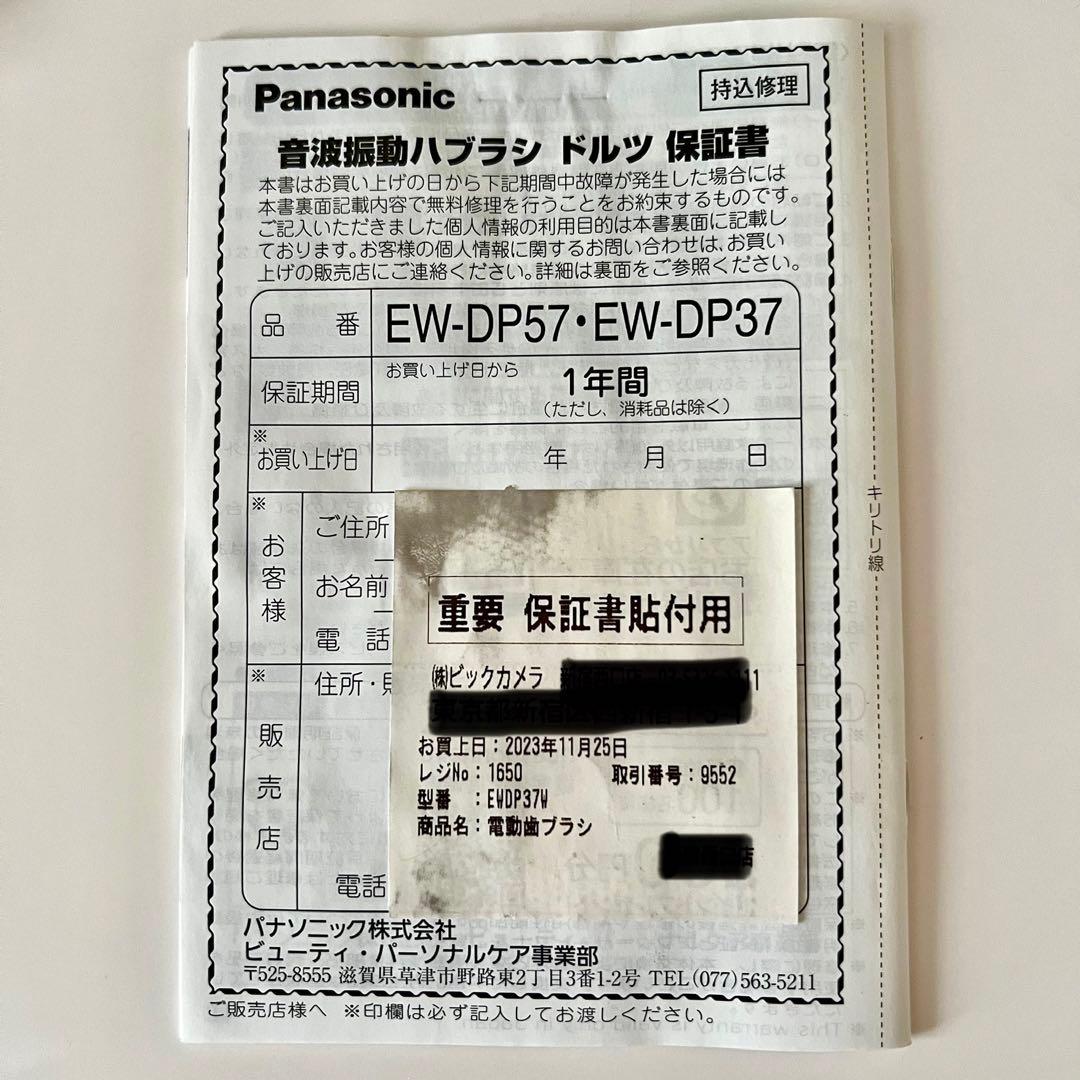 Panasonic
持込修理
音波振動ハブラシ ドルツ 保証書
本書はお買い上げの日から下記期間中故障が発生した場合には
本書裏面記載内容で無料修理を行うことをお約束するものです。
ご記入いただきました個人情報の利用目的は本書裏面に記載し
ております。お客様の個人情報に関するお問い合わせは、お買い
上げの販売店にご連絡ください。詳細は裏面をご参照ください。
品番 EW-DP57・EW-DP37
保証期間 お買い上げ日から 1年間
(ただし、消耗品は除く)
※お買い上げ日 年 月 日
※お客様
ご住所
お名前
電話
※販売店
住所・
電話
重要 保証書貼付用
(株)ビックカメラ
お買上日:2023年11月25日
レジNo:1650 取引番号:9552
型番 :EWDP37W
商品名:電動歯ブラシ
店
パナソニック株式会社
ビューティ・パーソナルケア事業部
〒525-8555 滋賀県草津市野路東2丁目3番1-2号 TEL(077)563-5211
ご販売店様へ ※印欄は必ず記入してお渡しください。
キリトリ線